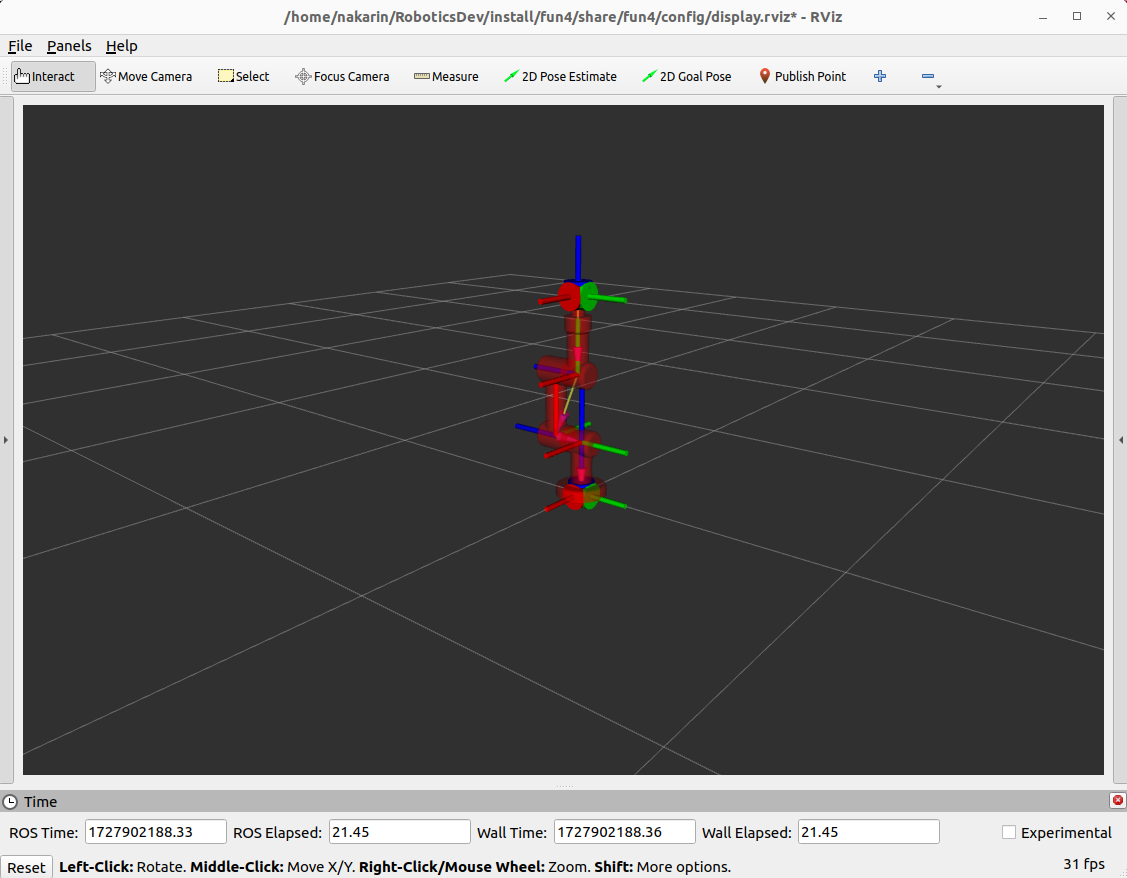 /home/nakarin/RoboticsDev/install/fun4/share/fun4/config/display.rviz* - RViz
File Panels Help
Interact Move Camera Select Focus Camera Measure 2D Pose Estimate 2D Goal Pose Publish Point
Time
ROS Time: 1727902188.33 ROS Elapsed: 21.45 Wall Time: 1727902188.36 Wall Elapsed: 21.45 Experimental
Reset Left-Click: Rotate. Middle-Click: Move X/Y. Right-Click/Mouse Wheel: Zoom. Shift: More options. 31 fps